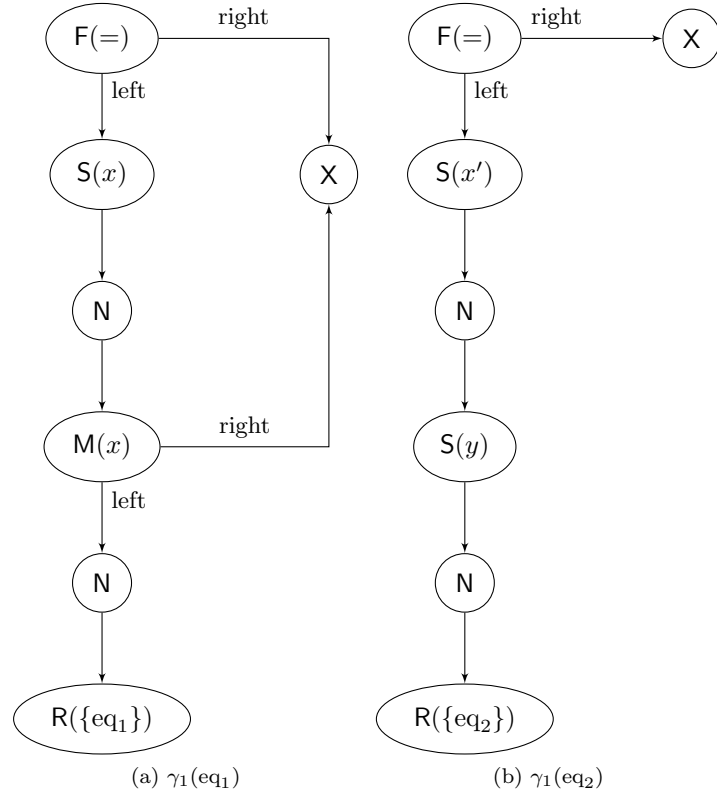 F(=)
right
left
S(x)
X
N
M(x)
right
left
N
R({eq₁})
(a) γ₁(eq₁)
F(=)
right
X
left
S(x′)
N
S(y)
N
R({eq₂})
(b) γ₁(eq₂)